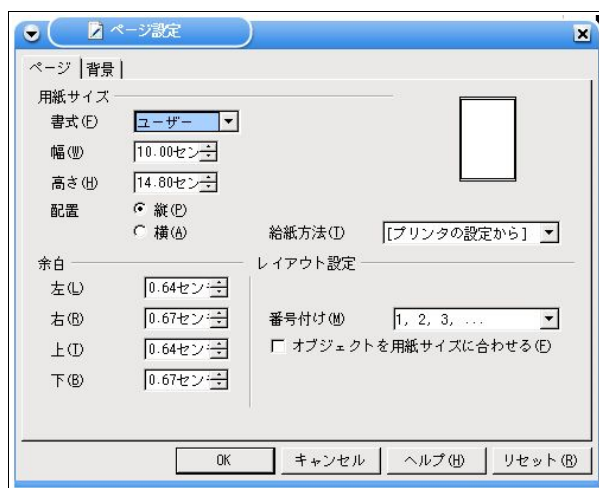 ページ設定
ページ 背景
用紙サイズ
書式(F) ユーザー
幅(W) 10.00セン
高さ(H) 14.80セン
配置 縦(P)
横(A) 給紙方法(I) [プリンタの設定から]
余白 レイアウト設定
左(L) 0.64セン
右(R) 0.67セン 番号付け(M) 1, 2, 3, ...
上(T) 0.64セン オブジェクトを用紙サイズに合わせる(F)
下(B) 0.67セン
OK キャンセル ヘルプ(H) リセット(R)